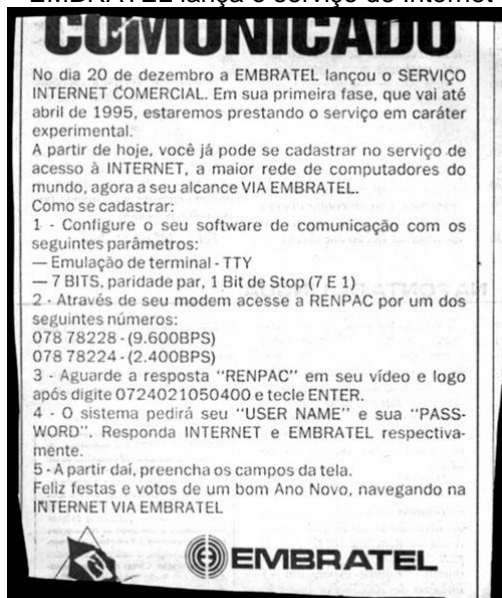 EMBRATEL lança o serviço de Internet
COMUNICADO
No dia 20 de dezembro a EMBRATEL lançou o SERVIÇO
INTERNET COMERCIAL. Em sua primeira fase, que vai até
abril de 1995, estaremos prestando o serviço em caráter
experimental.
A partir de hoje, você já pode se cadastrar no serviço de
acesso à INTERNET, a maior rede de computadores do
mundo, agora a seu alcance VIA EMBRATEL.
Como se cadastrar:
1 - Configure o seu software de comunicação com os
seguintes parâmetros:
— Emulação de terminal - TTY
— 7 BITS, paridade par, 1 Bit de Stop (7 E 1)
2 - Através de seu modem acesse a RENPAC por um dos
seguintes números:
078 78228 - (9.600BPS)
078 78224 - (2.400BPS)
3 - Aguarde a resposta "RENPAC" em seu vídeo e logo
após digite 0724021050400 e tecle ENTER.
4 - O sistema pedirá seu "USER NAME" e sua "PASS-
WORD". Responda INTERNET e EMBRATEL respectiva-
mente.
5 - A partir daí, preencha os campos da tela.
Feliz festas e votos de um bom Ano Novo, navegando na
INTERNET VIA EMBRATEL
EMBRATEL